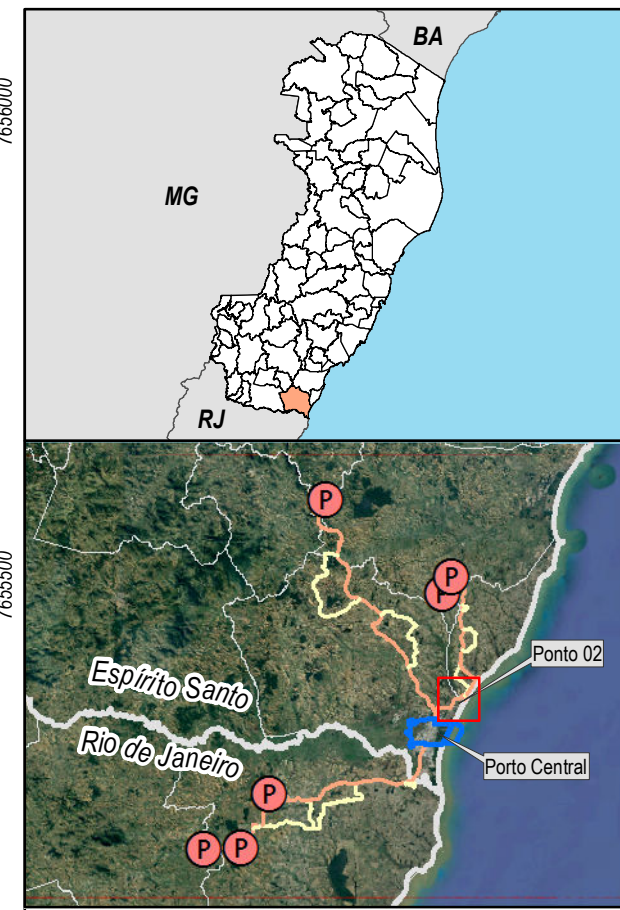 BA
7656000
MG
RJ
P
P
P
7655500
Ponto 02
Espírito Santo
Rio de Janeiro
Porto Central
P
P
P